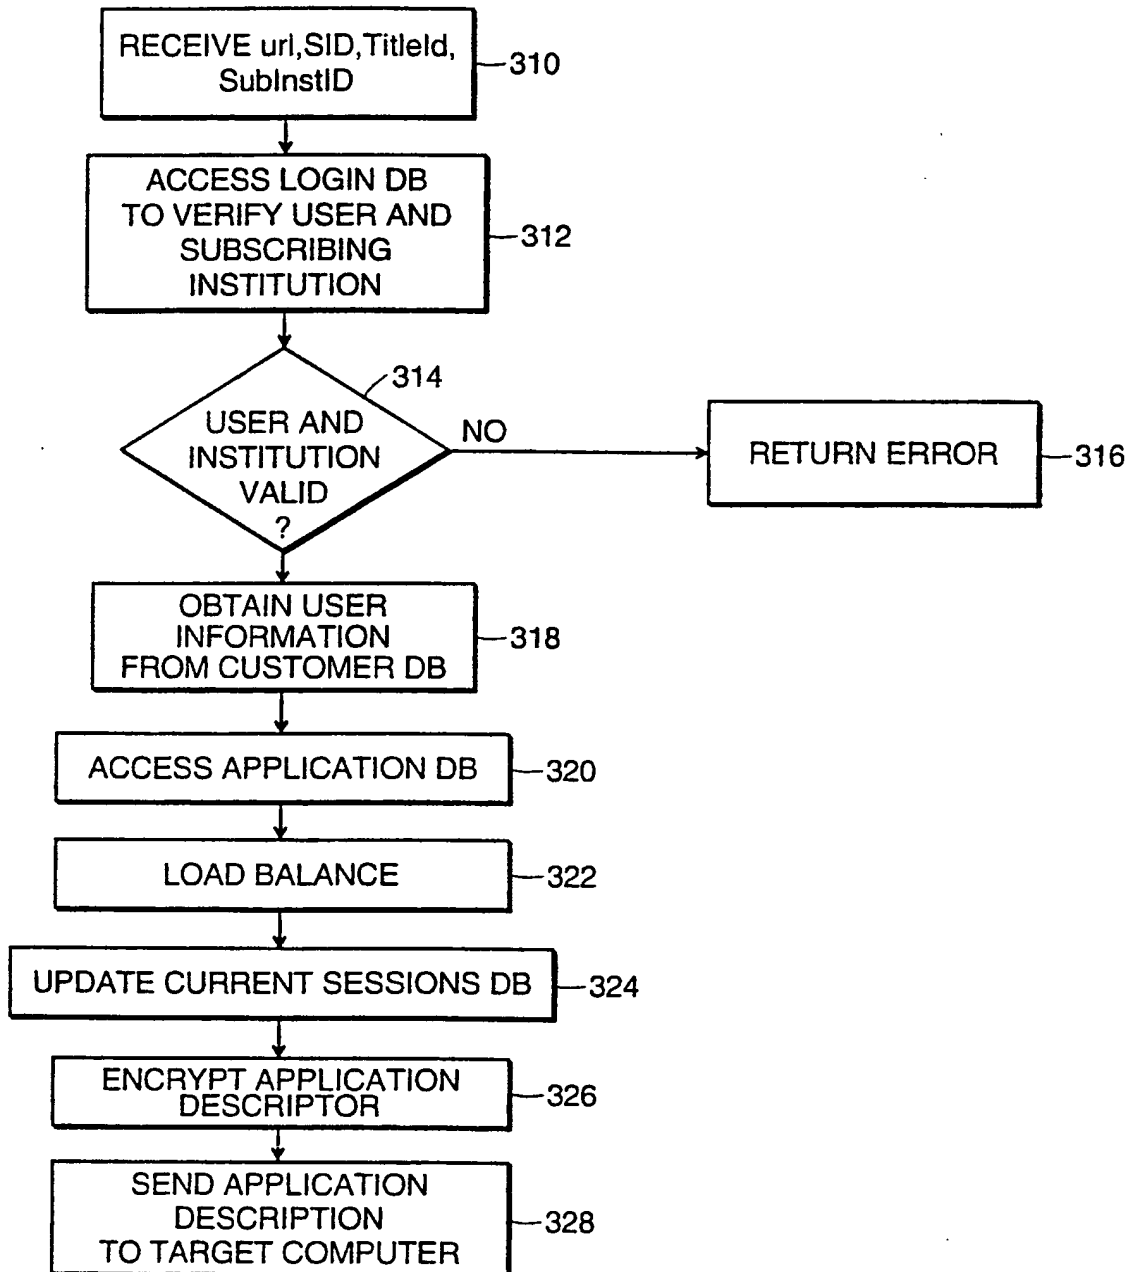 RECEIVE url,SID,TitleId,
SubInstID
310
ACCESS LOGIN DB
TO VERIFY USER AND
SUBSCRIBING
INSTITUTION
312
314
USER AND
INSTITUTION
VALID
?
NO
RETURN ERROR
316
OBTAIN USER
INFORMATION
FROM CUSTOMER DB
318
ACCESS APPLICATION DB
320
LOAD BALANCE
322
UPDATE CURRENT SESSIONS DB
324
ENCRYPT APPLICATION
DESCRIPTOR
326
SEND APPLICATION
DESCRIPTION
TO TARGET COMPUTER
328